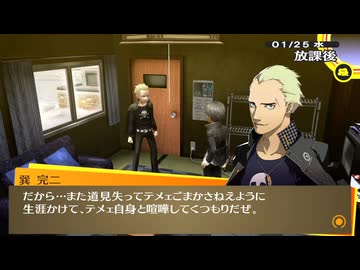 01/25 水
放課後
巽 完二
だから…また道見失ってテメェごまかさねえように
生涯かけて、テメェ自身と喧嘩してくつもりだぜ。